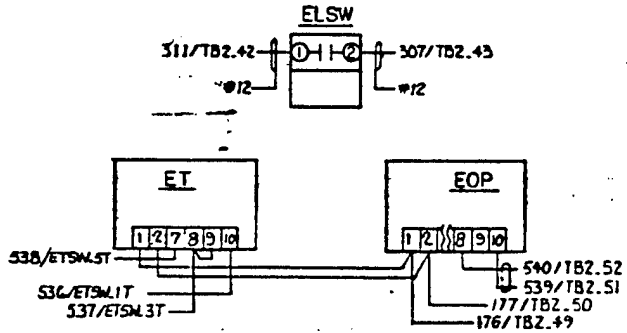 ELSW
311/TB2.42 1 2 307/TB2.43
#12 #12
ET EOP
1 2 7 8 9 10 1 2 8 9 10
538/ETSW.5T 540/TB2.52
539/TB2.51
536/ETSW.1T 177/TB2.50
537/ETSW.3T 176/TB2.49